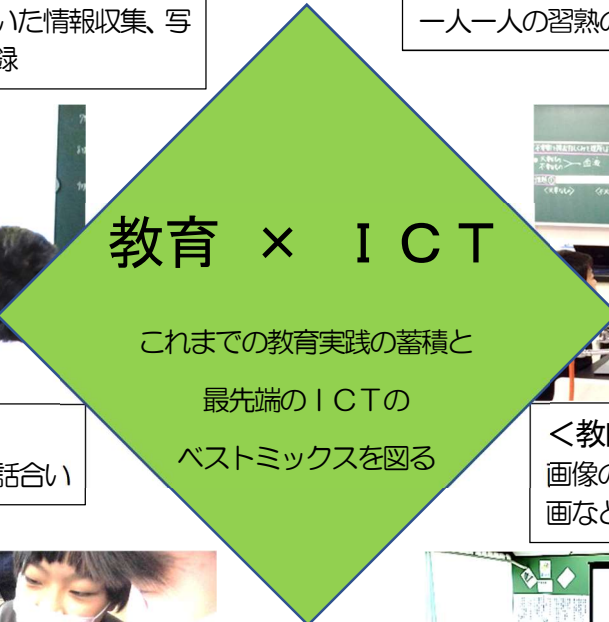 いた情報収集、写
録
一人一人の習熟の
教育 × ＩＣＴ
これまでの教育実践の蓄積と
最先端のＩＣＴの
ベストミックスを図る
話合い
＜教
画像の
画など